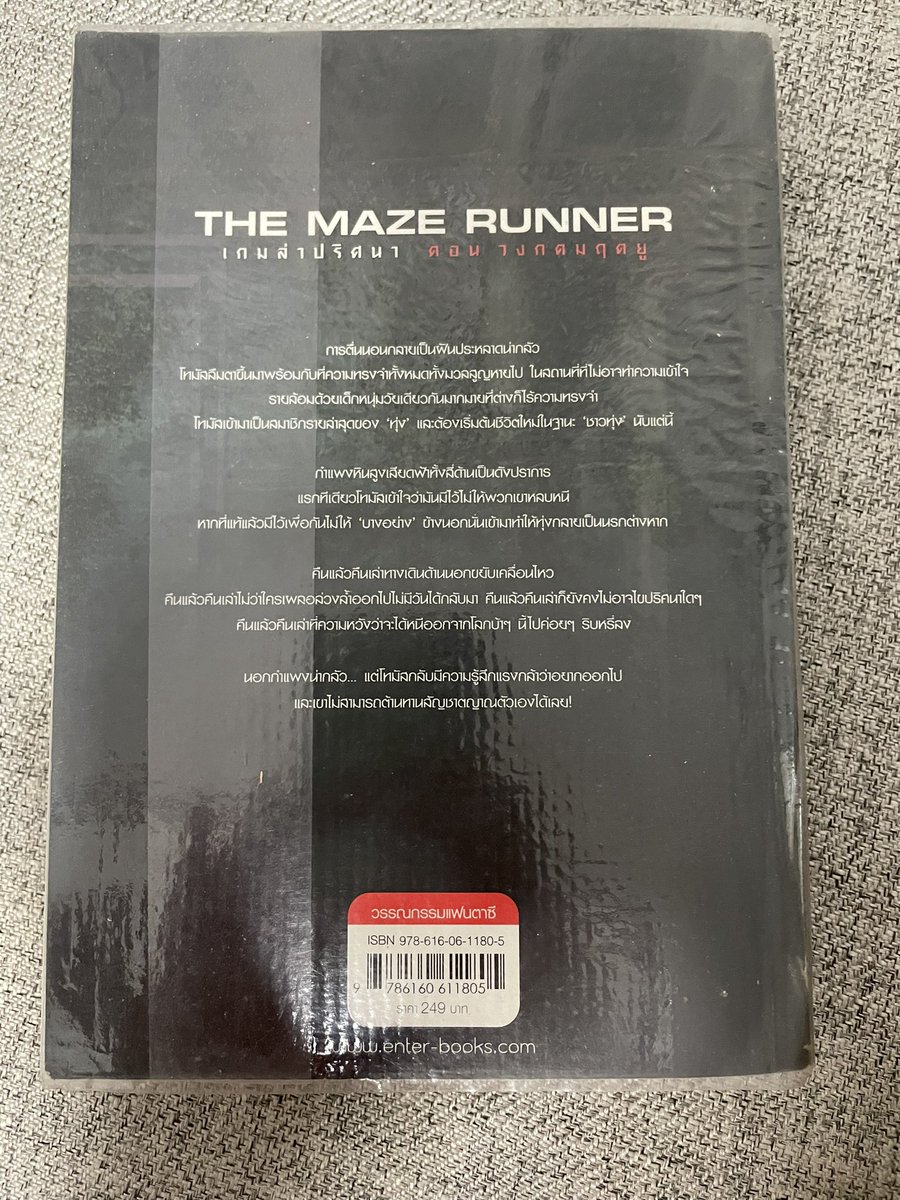 THE MAZE RUNNER
เกมล่าปริศนา ตอน วงกตมฤตยู
การตื่นนอนกลายเป็นฝันประหลาดน่ากลัว
โทมัสลืมตาขึ้นมาพร้อมกับที่ความทรงจำทั้งหมดทั้งมวลสูญหายไป ในสถานที่ที่ไม่อาจทำความเข้าใจ
รายล้อมด้วยเด็กหนุ่มวัยเดียวกันมากมายที่ต่างก็ไร้ความทรงจำ
โทมัสเข้ามาเป็นสมาชิกรายล่าสุดของ 'ทุ่ง' และต้องเริ่มต้นชีวิตใหม่ในฐานะ 'ชาวทุ่ง' นับแต่นี้
กำแพงหินสูงเสียดฟ้าทั้งสี่ด้านเป็นดั่งปราการ
แรกทีเดียวโทมัสเข้าใจว่ามันมีไว้ไม่ให้พวกเขาหลบหนี
หากที่แท้แล้วมีไว้เพื่อกันไม่ให้ 'บางอย่าง' ข้างนอกนั่นเข้ามาทำให้ทุ่งกลายเป็นนรกต่างหาก
คืนแล้วคืนเล่าทางเดินด้านนอกขยับเคลื่อนไหว
คืนแล้วคืนเล่าไม่ว่าใครเผลอล่วงล้ำออกไปไม่มีวันได้กลับมา คืนแล้วคืนเล่าก็ยังคงไม่อาจไขปริศนาใดๆ
คืนแล้วคืนเล่าที่ความหวังว่าจะได้หนีออกจากโลกบ้าๆ นี้ไปค่อยๆ ริบหรี่ลง
นอกกำแพงน่ากลัว... แต่โทมัสกลับมีความรู้สึกแรงกล้าว่าอยากออกไป
และเขาไม่สามารถต้านทานสัญชาตญาณตัวเองได้เลย!
วรรณกรรมแฟนตาซี
ISBN 978-616-06-1180-5
9 786160 611805
ราคา 249 บาท
www.enter-books.com